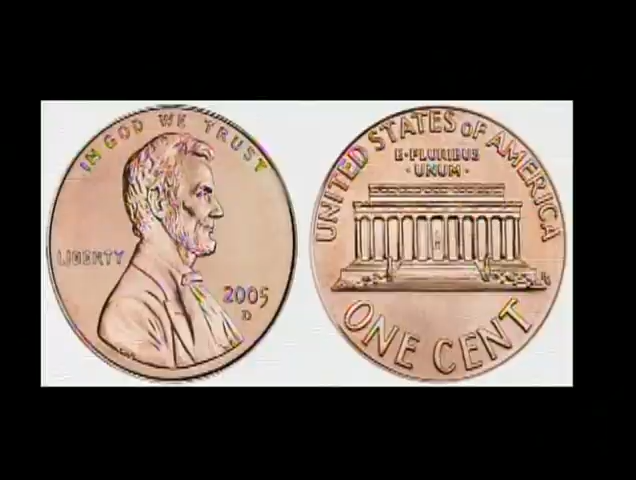 IN GOD WE TRUST
LIBERTY
2005
D
UNITED STATES OF AMERICA
E·PLURIBUS
·UNUM·
ONE CENT